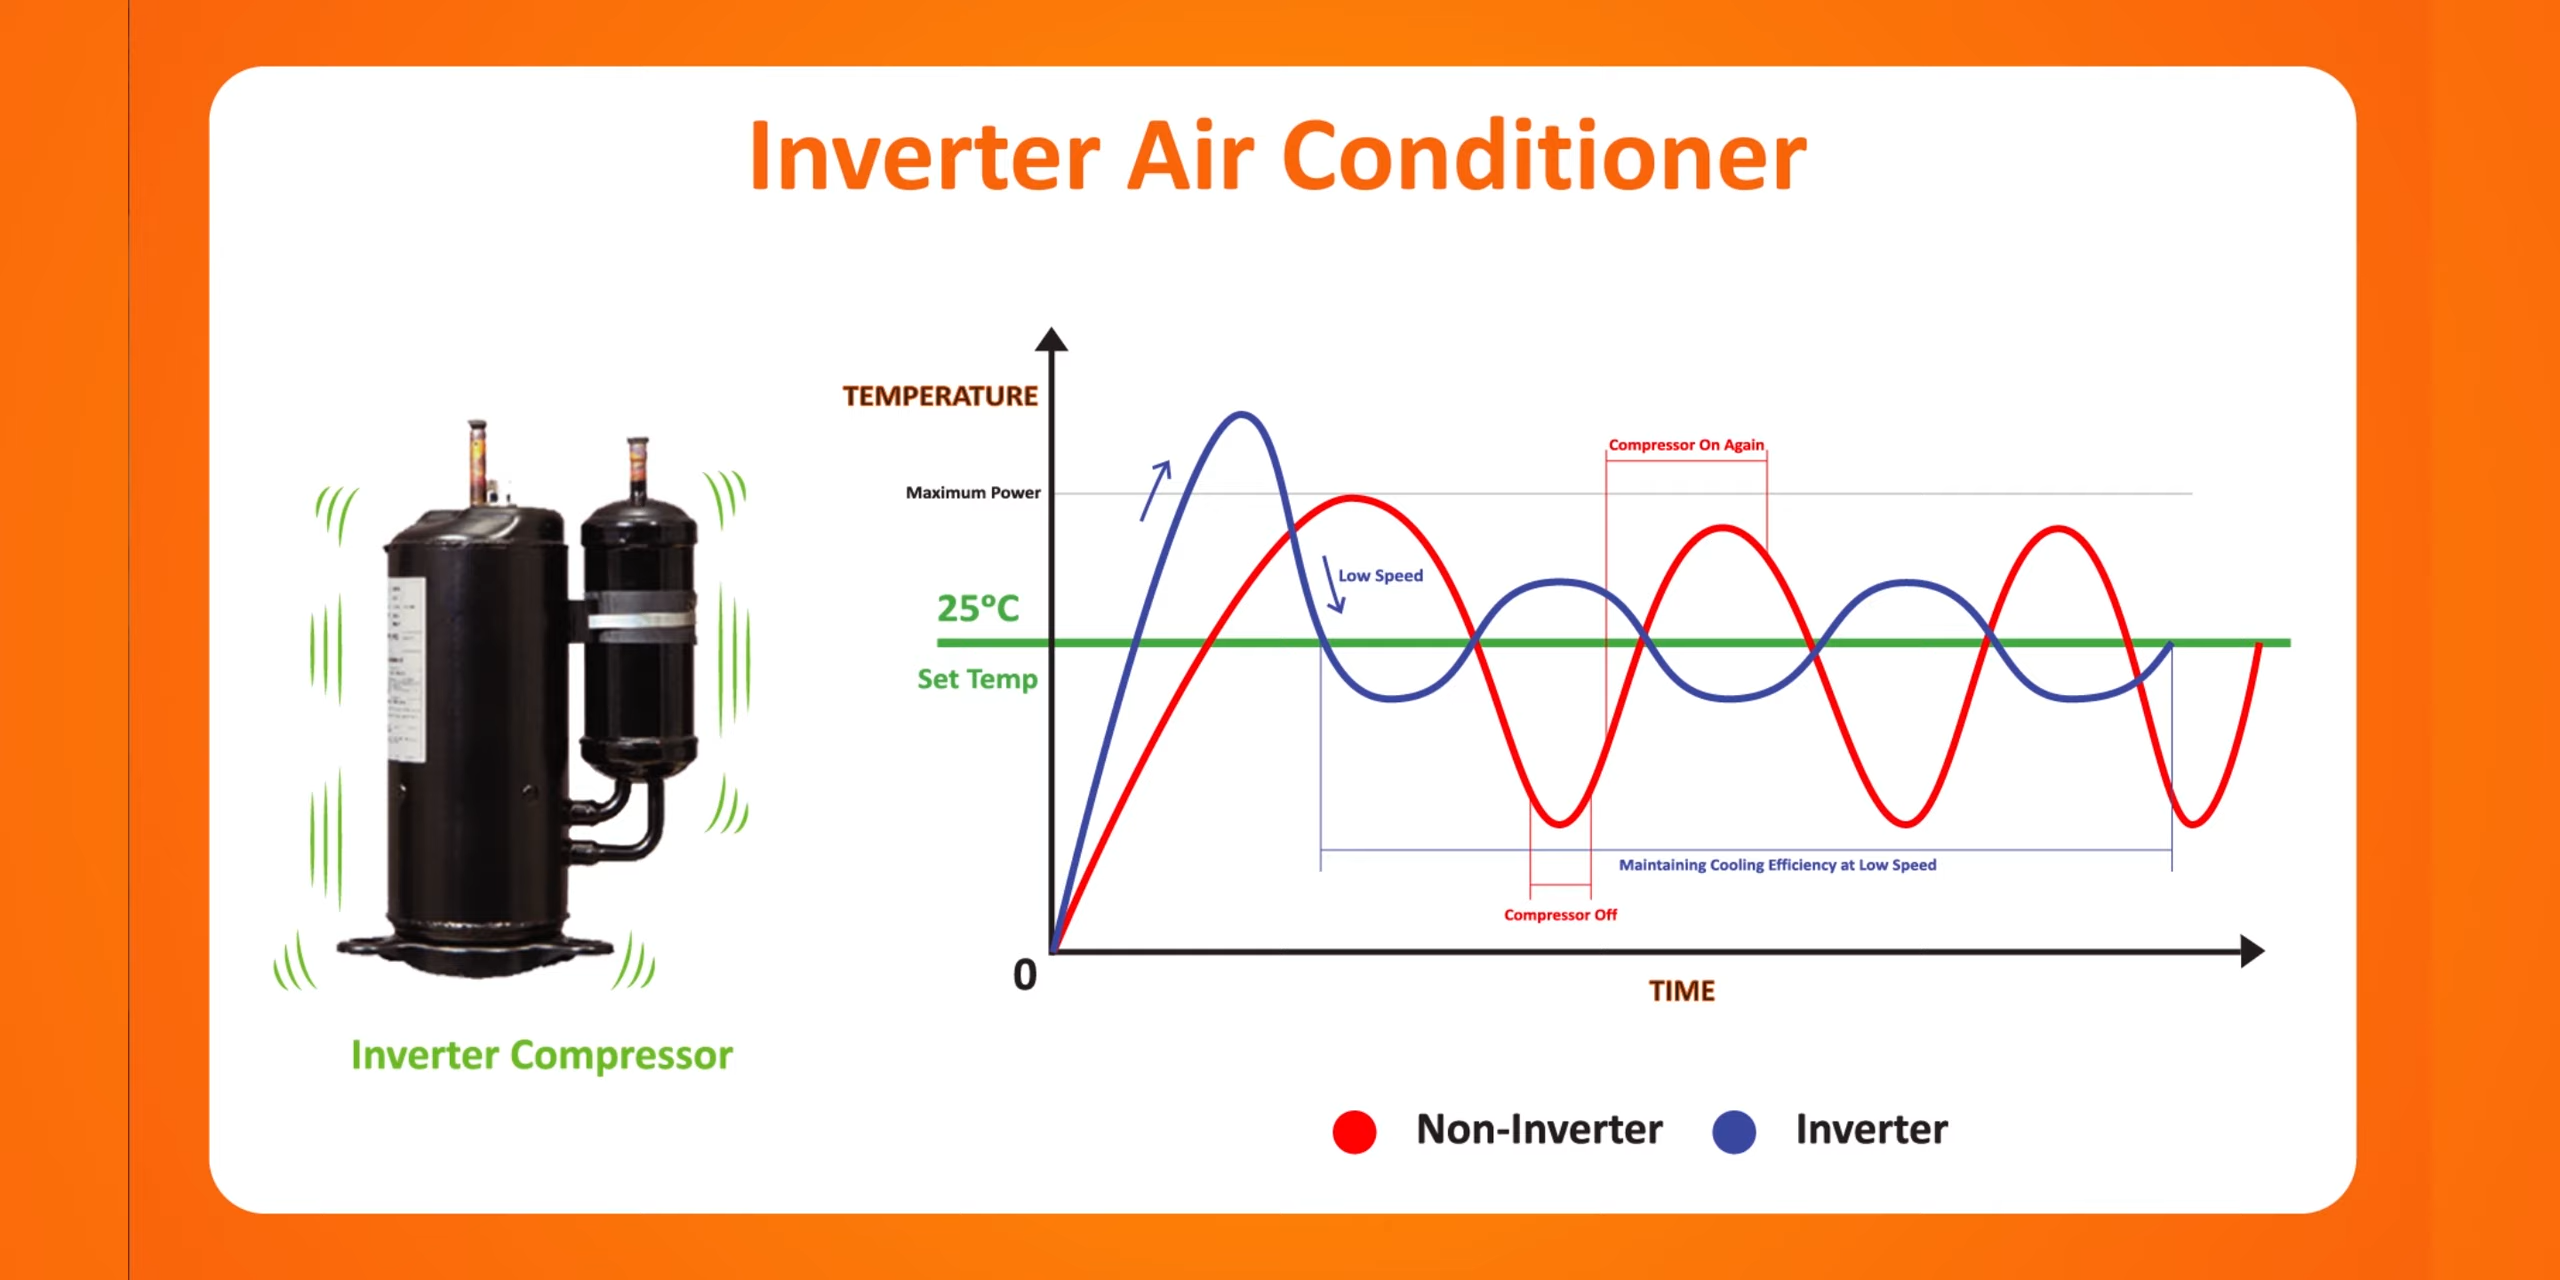 Inverter Air Conditioner
TEMPERATURE
Compressor On Again
Maximum Power
Low Speed
25°C
Set Temp
Maintaining Cooling Efficiency at Low Speed
Compressor Off
0
TIME
Inverter Compressor
Non-Inverter
Inverter